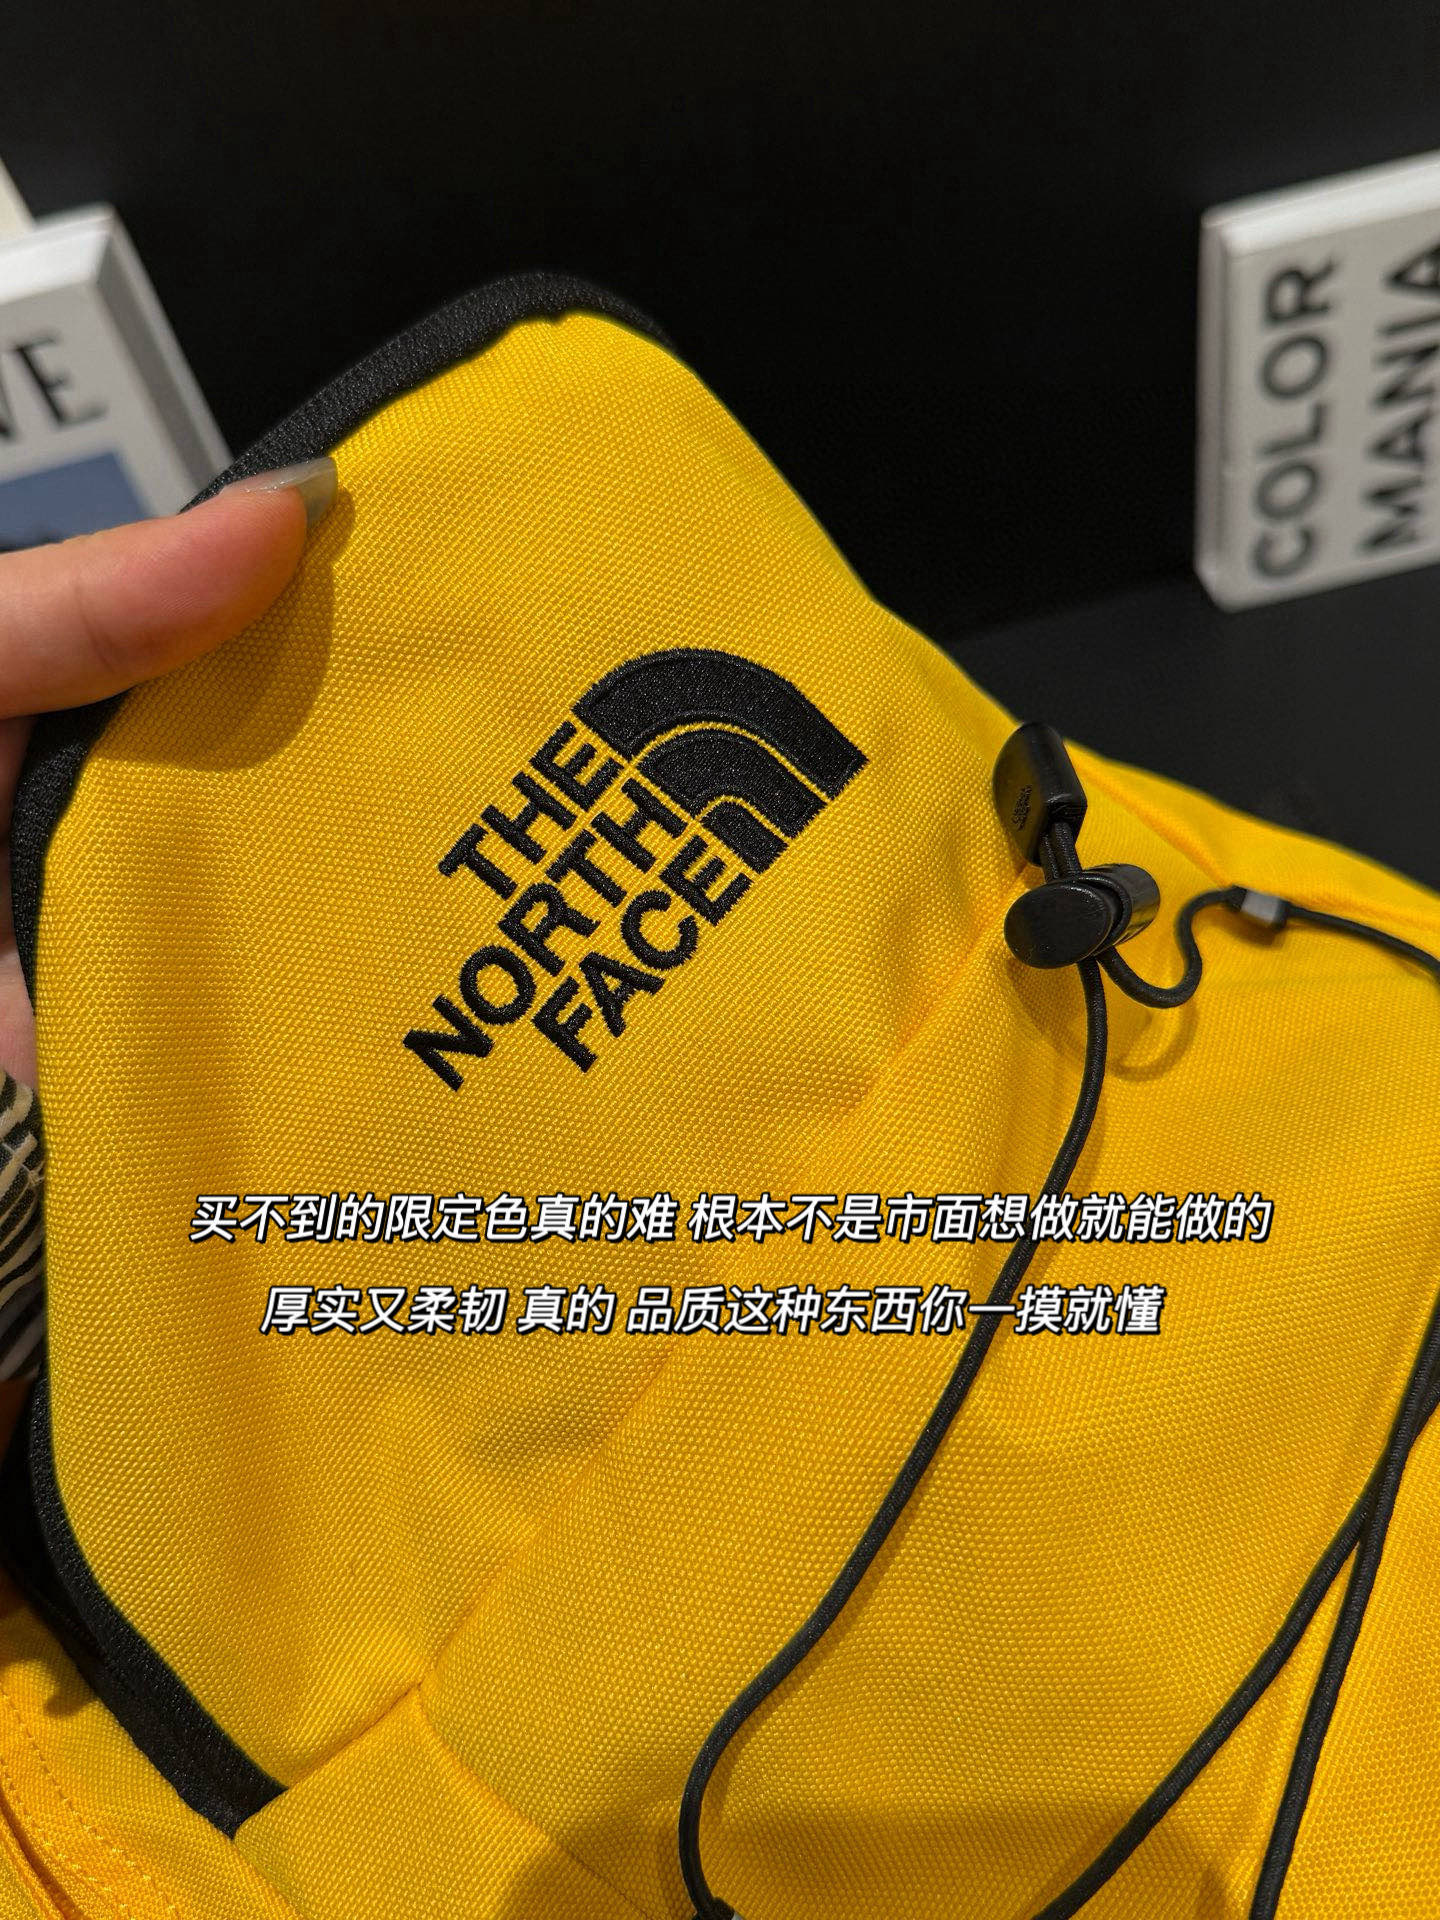 COLOR
MANIA
VE
THE
NORTH
FACE
买不到的限定色真的难 根本不是市面想做就能做的
厚实又柔韧 真的 品质这种东西你一摸就懂